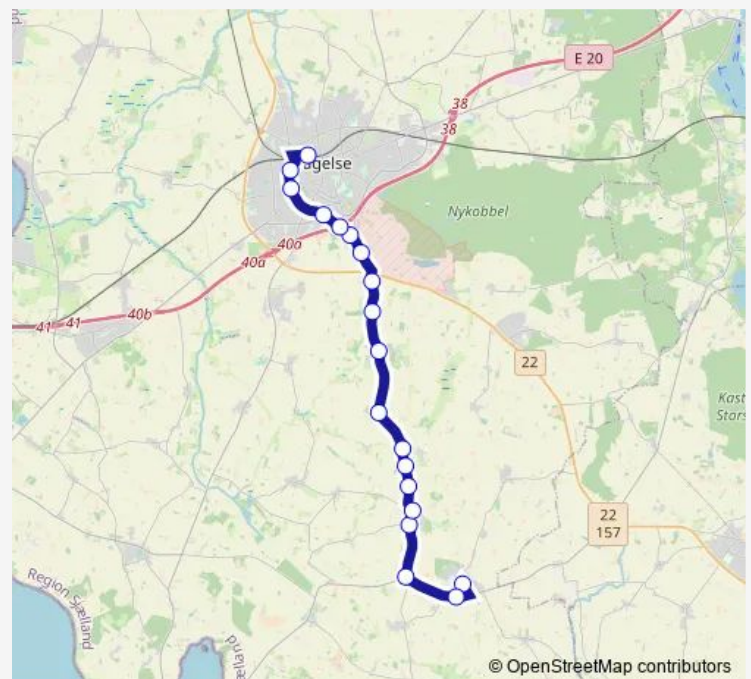 E 20
38
38
agelse
Nykobbel
40a
40a
40b
41
41
22
22
157
Kast
Stors
Region Sjælland
© OpenStreetMap contributors